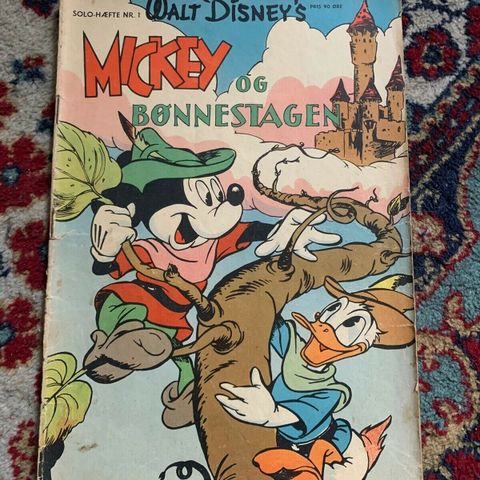 SOLO-HÆFTE NR. 1
WALT DISNEY'S
PRIS 90 ØRE
MICKEY
OG
BØNNESTAGEN